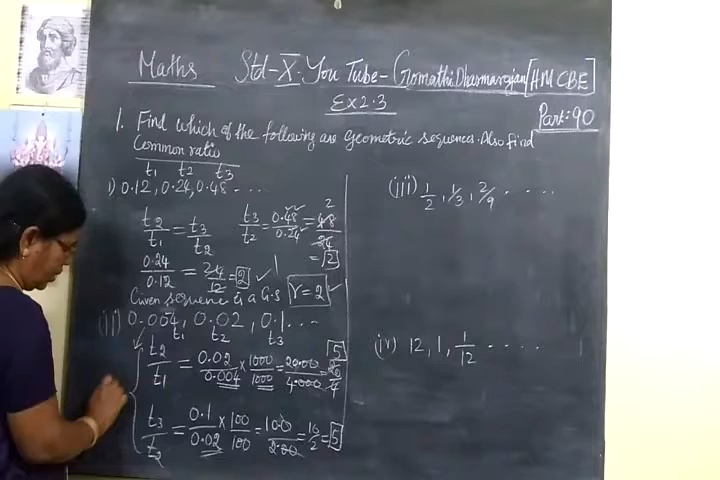 Maths Std-X. You Tube-Gomathi Dharmarajan [HM CBE]
Ex 2.3
Part: 90
1. Find which of the following are Geometric sequences. Also find
Common ratio
t₁ t₂ t₃
i) 0.12, 0.24, 0.48 ....
t₂/t₁ = t₃/t₂
t₃/t₂ = 0.48/0.24 = 48/24 2
= 2
0.24/0.12 = 24/12 = 2 ✓
Given sequence is a G.S r = 2 ✓
(ii) 0.004, 0.02, 0.1...
t₁ t₂ t₃
t₂/t₁ = 0.02/0.004 × 1000/1000 = 20.00/4.000 = 20/4 5
t₃/t₂ = 0.1/0.02 × 100/100 = 100/2.00 = 10/2 = 5
(iii) 1/2, 1/3, 2/9 ....
(iv) 12, 1, 1/12 ....